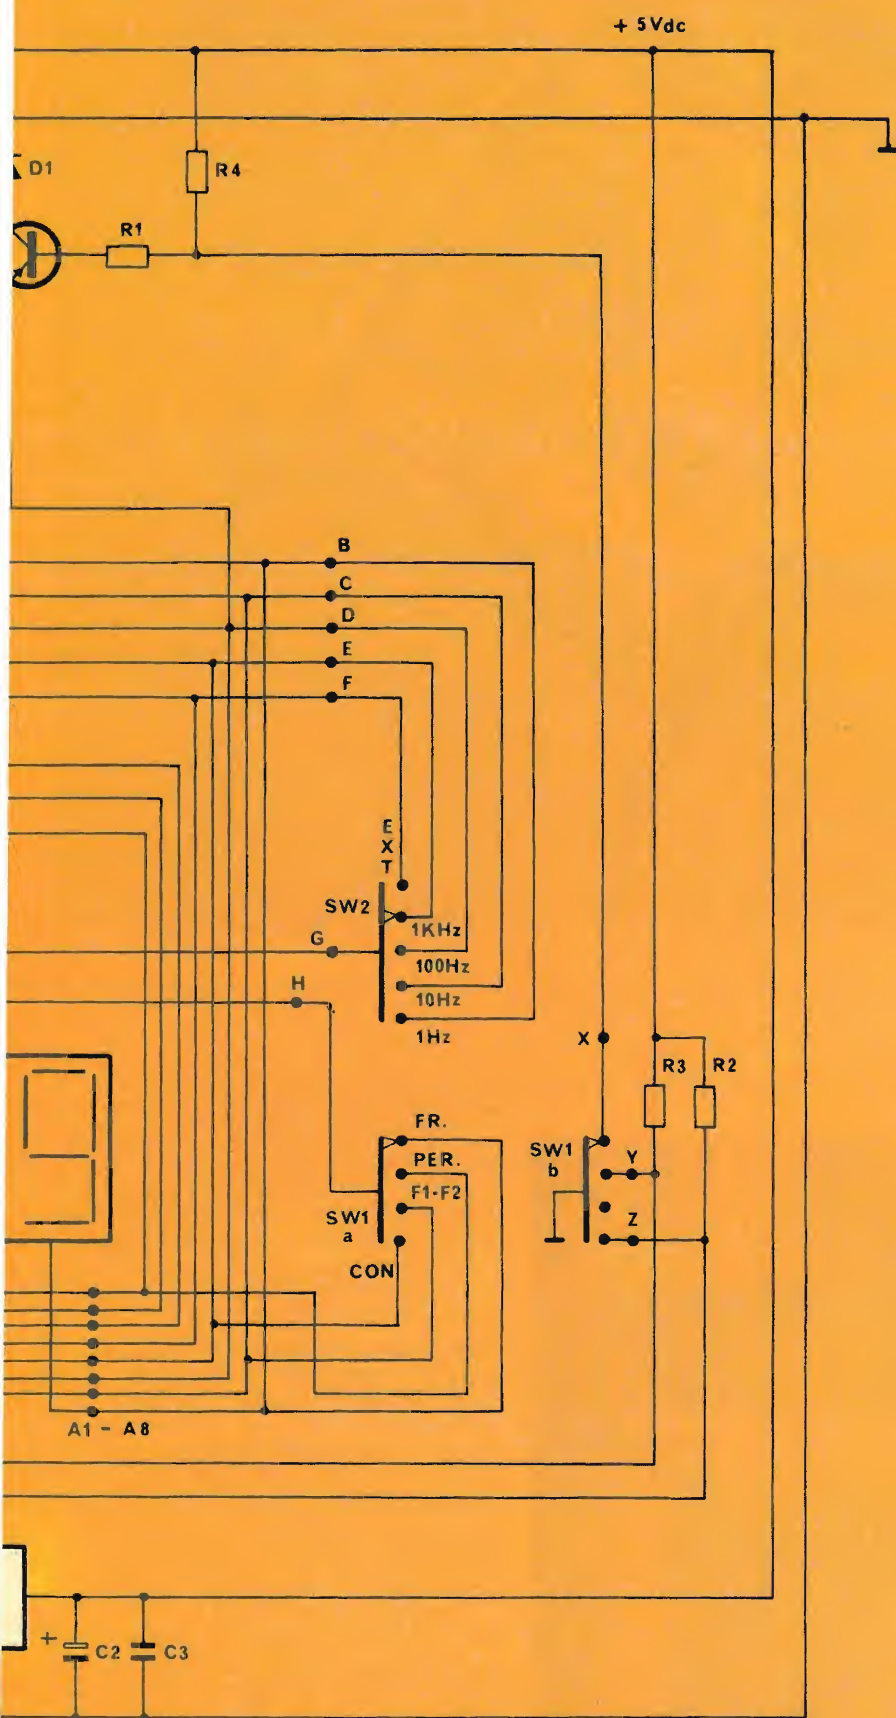 + 5Vdc
D1
R4
R1
B
C
D
E
F
E
X
T
SW2
1KHz
G
100Hz
H
10Hz
1Hz
X
R3
R2
FR.
SW1
b
Y
PER.
F1-F2
SW1
a
Z
CON
A1 - A8
+
C2
C3